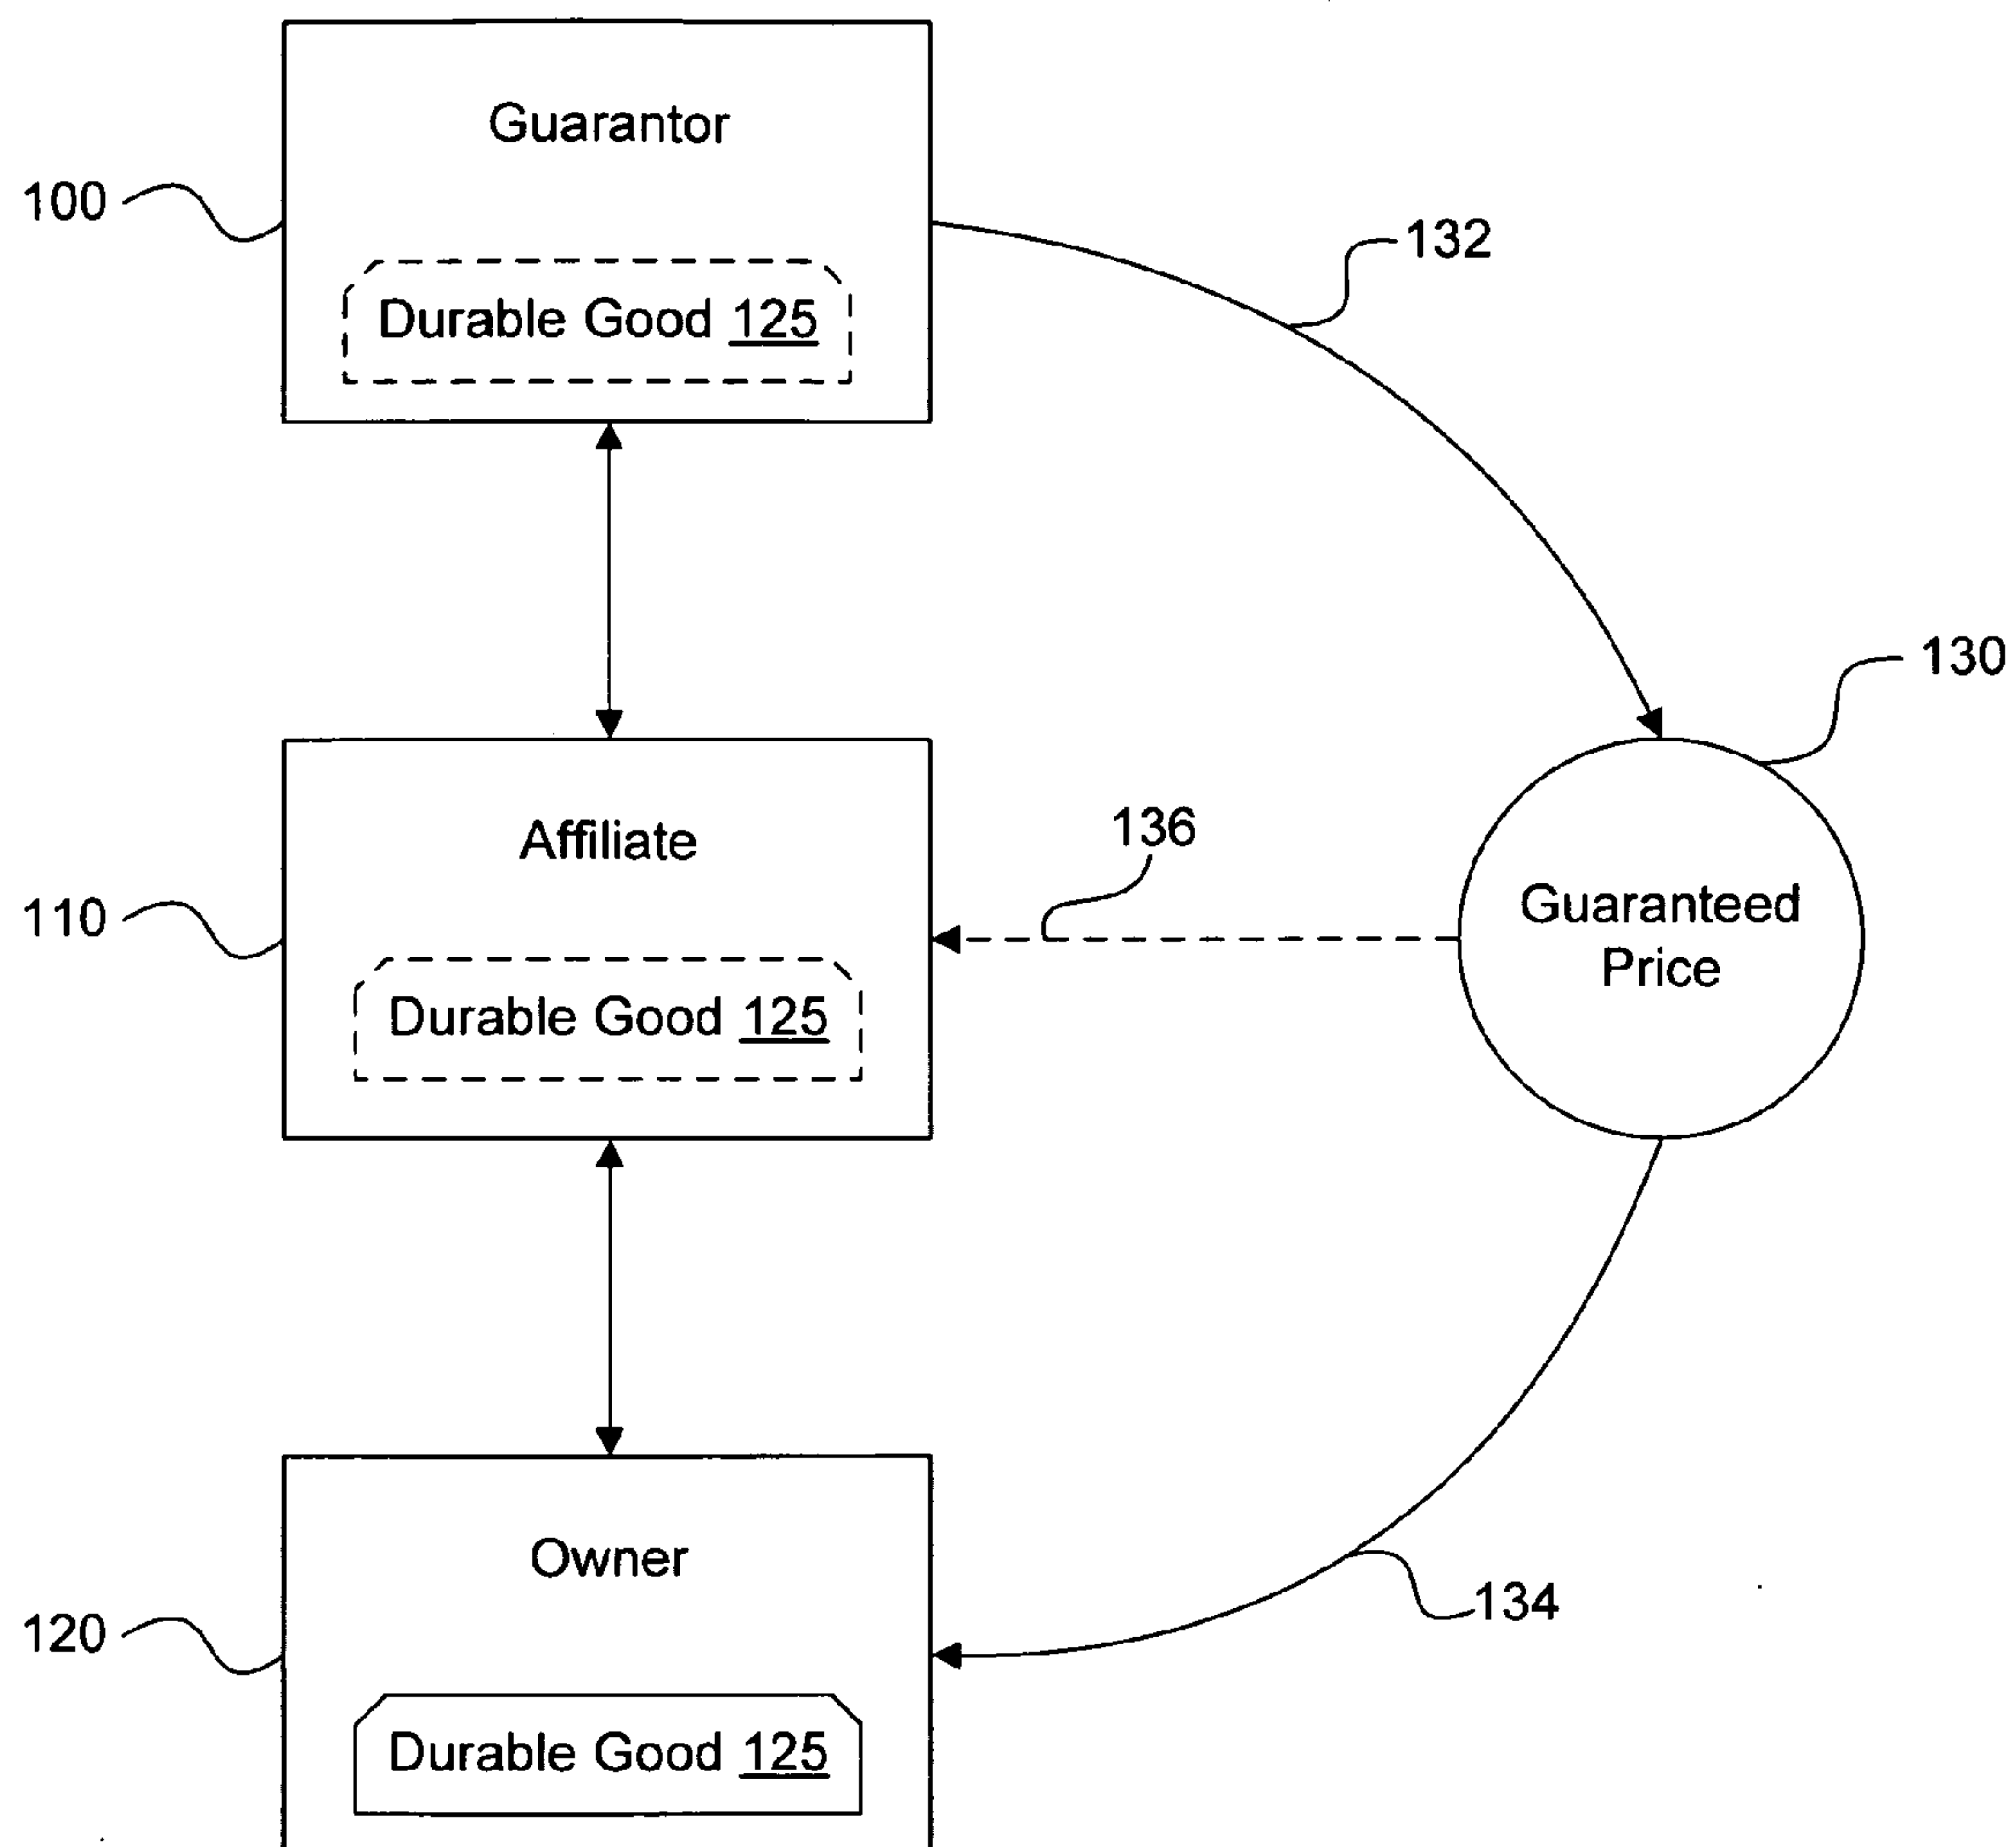 Guarantor
100
132
Durable Good 125
130
136
Affiliate
110
Guaranteed
Price
Durable Good 125
Owner
134
120
Durable Good 125